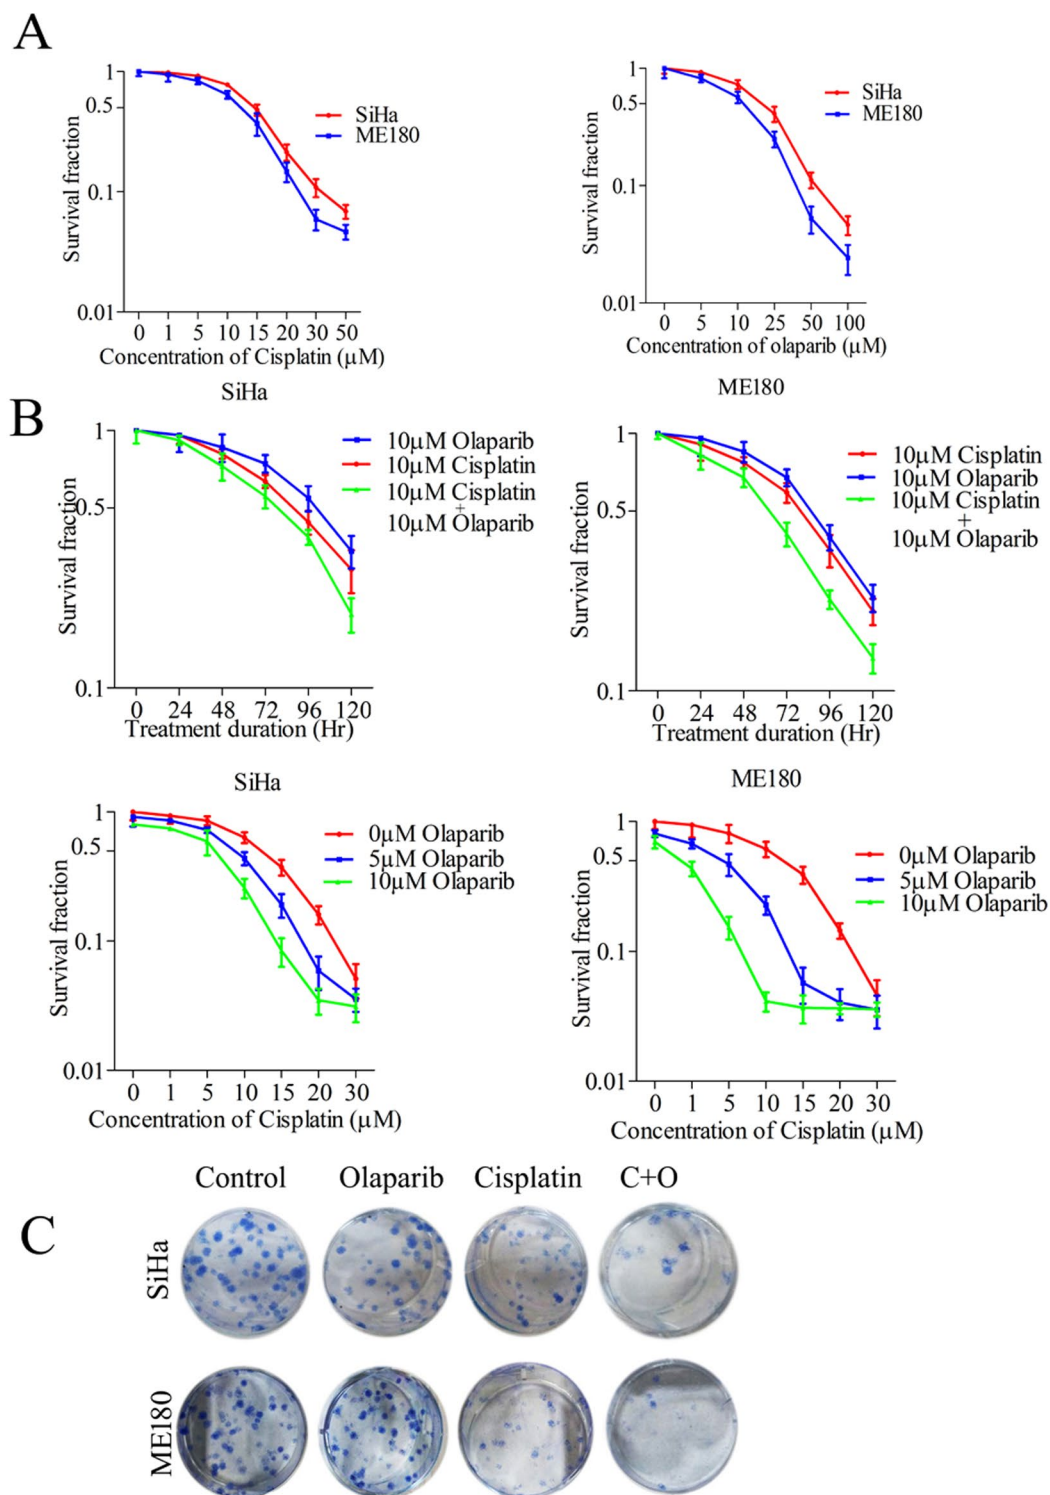 A
1
0.5
0.1
0.01
Survival fraction
SiHa
ME180
0 1 5 10 15 20 30 50
Concentration of Cisplatin (µM)
1
0.5
0.1
0.01
Survival fraction
SiHa
ME180
0 5 10 25 50 100
Concentration of olaparib (µM)
B
SiHa
1
0.5
0.1
Survival fraction
10µM Olaparib
10µM Cisplatin
10µM Cisplatin
+
10µM Olaparib
0 24 48 72 96 120
Treatment duration (Hr)
ME180
1
0.5
0.1
Survival fraction
10µM Cisplatin
10µM Olaparib
10µM Cisplatin
+
10µM Olaparib
0 24 48 72 96 120
Treatment duration (Hr)
SiHa
1
0.5
0.1
0.01
Survival fraction
0µM Olaparib
5µM Olaparib
10µM Olaparib
0 1 5 10 15 20 30
Concentration of Cisplatin (µM)
ME180
1
0.5
0.1
0.01
Survival fraction
0µM Olaparib
5µM Olaparib
10µM Olaparib
0 1 5 10 15 20 30
Concentration of Cisplatin (µM)
C
Control Olaparib Cisplatin C+O
SiHa
ME180